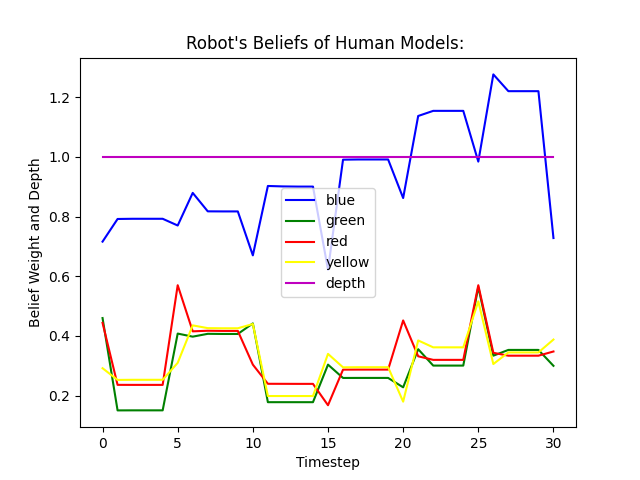 Robot's Beliefs of Human Models:
Belief Weight and Depth
1.2
1.0
0.8
0.6
0.4
0.2
blue
green
red
yellow
depth
0 5 10 15 20 25 30
Timestep